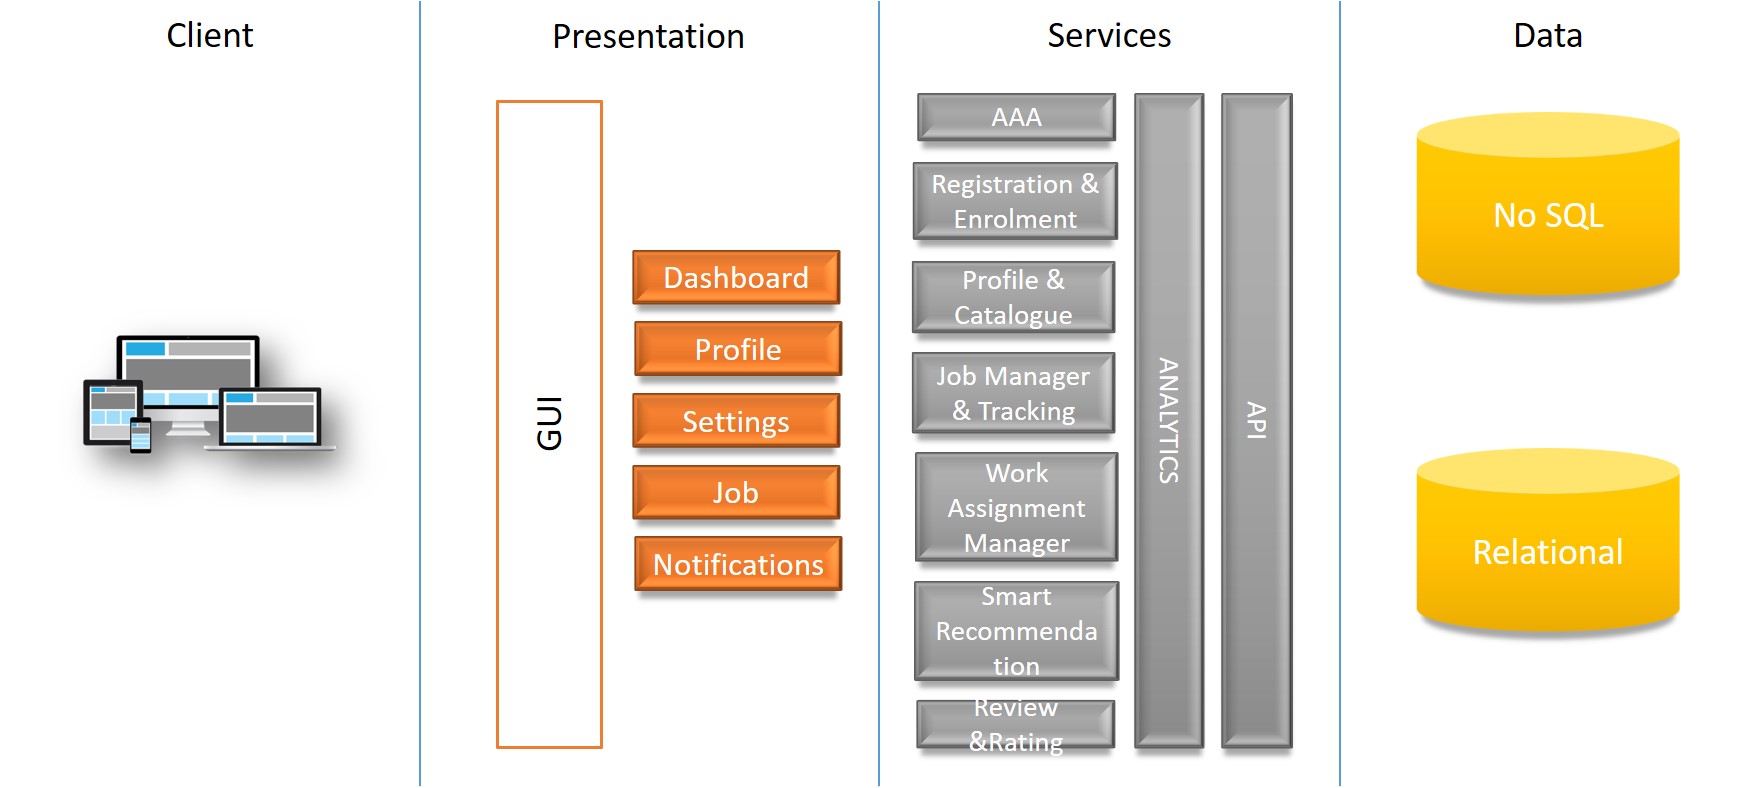 Client
Presentation
Services
Data
GUI
Dashboard
Profile
Settings
Job
Notifications
AAA
Registration &
Enrolment
Profile &
Catalogue
Job Manager
& Tracking
Work
Assignment
Manager
Smart
Recommenda
tion
Review
&Rating
ANALYTICS
API
No SQL
Relational